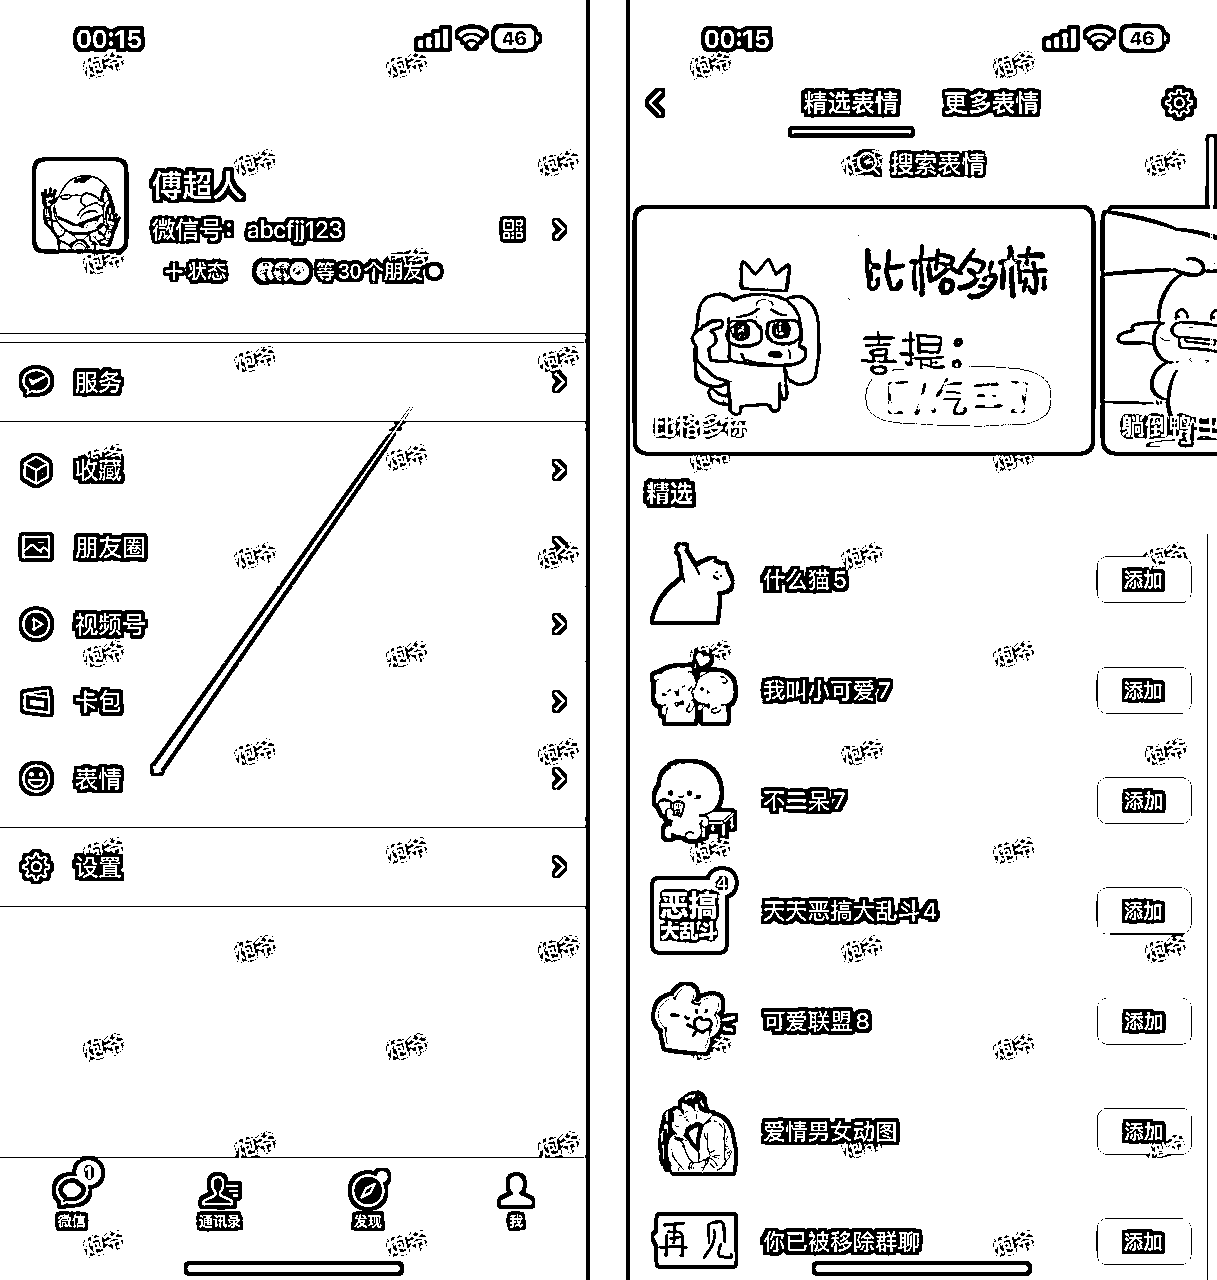 00:15
46
傅超人
微信号：abcfjj123
状态
等30个朋友
服务
收藏
朋友圈
视频号
卡包
表情
设置
1
微信
通讯录
发现
我
00:15
46
精选表情
更多表情
搜索表情
比格多栋
喜提：
比格多栋
躺倒鸭
精选
什么猫5
添加
我叫小可爱7
添加
不二呆7
添加
4
恶搞
大乱斗
天天恶搞大乱斗4
添加
可爱联盟8
添加
爱情男女动图
添加
再见
你已被移除群聊
添加